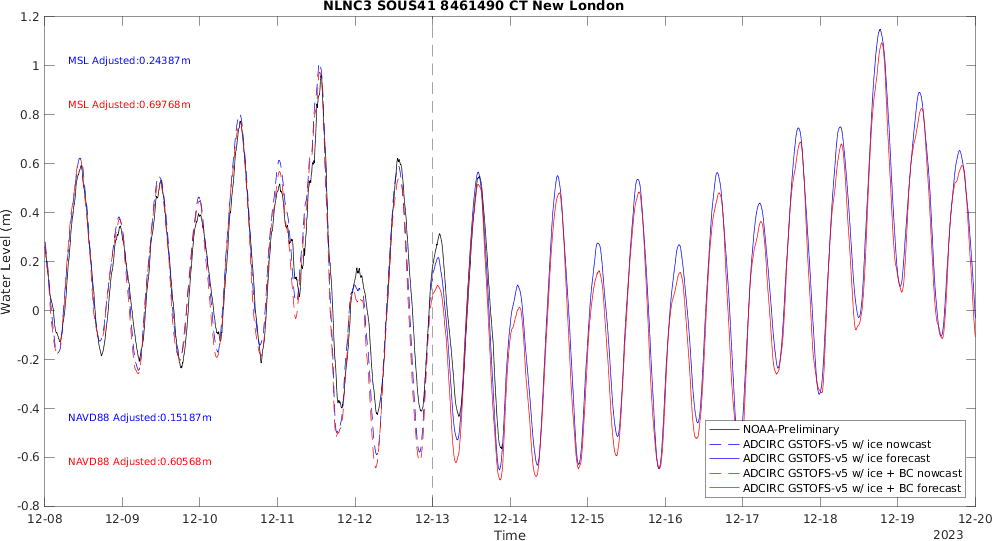 NLNC3 SOUS41 8461490 CT New London
1.2
1
0.8
0.6
0.4
0.2
0
-0.2
-0.4
-0.6
-0.8
Water Level (m)
MSL Adjusted:0.24387m
MSL Adjusted:0.69768m
NAVD88 Adjusted:0.15187m
NAVD88 Adjusted:0.60568m
NOAA-Preliminary
ADCIRC GSTOFS-v5 w/ ice nowcast
ADCIRC GSTOFS-v5 w/ ice forecast
ADCIRC GSTOFS-v5 w/ ice + BC nowcast
ADCIRC GSTOFS-v5 w/ ice + BC forecast
12-08 12-09 12-10 12-11 12-12 12-13 12-14 12-15 12-16 12-17 12-18 12-19 12-20
Time
2023